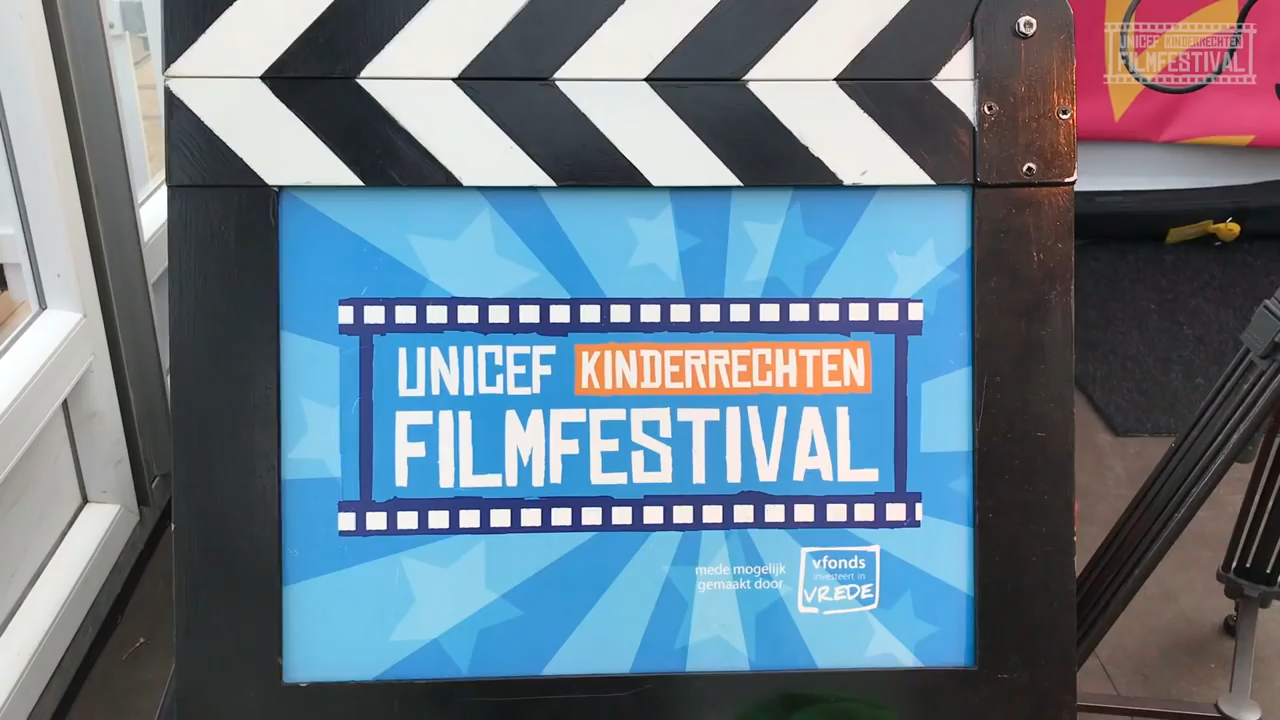 UNICEF KINDERRECHTEN
FILMFESTIVAL
UNICEF KINDERRECHTEN
FILMFESTIVAL
mede mogelijk
gemaakt door
vfonds
investeert in
VREDE